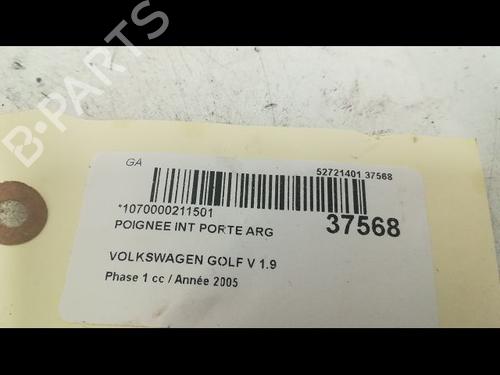 B-PARTS
GA
52721401 37568
*1070000211501
37568
POIGNEE INT PORTE ARG
VOLKSWAGEN GOLF V 1.9
Phase 1 cc / Année 2005